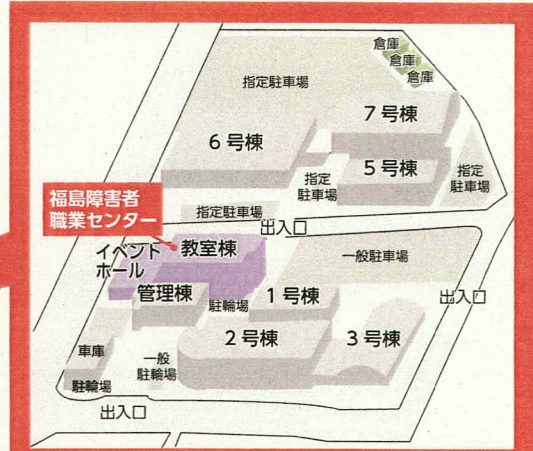 倉庫
倉庫
倉庫
指定駐車場
7号棟
6号棟
5号棟
指定
駐車場
指定
駐車場
福島障害者
職業センター
指定駐車場
出入口
イベント
ホール
教室棟
一般駐車場
管理棟
駐輪場
1号棟
出入口
2号棟
3号棟
車庫
一般
駐輪場
駐輪場
出入口